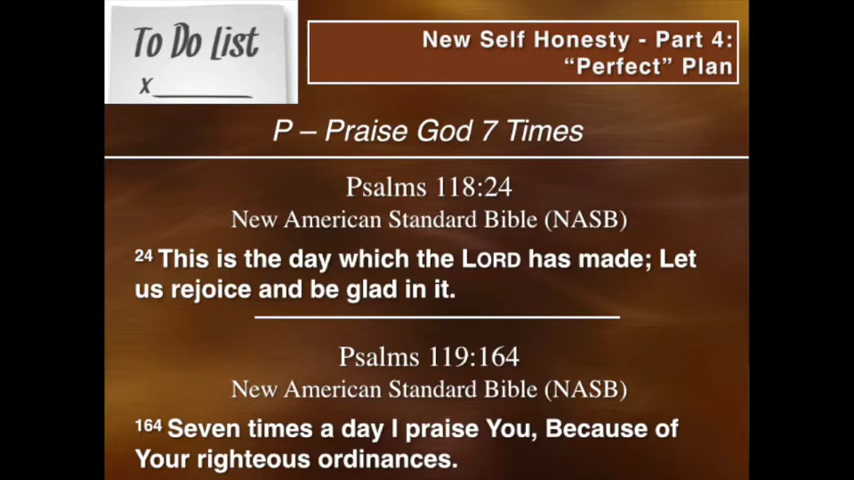 To Do List
x
New Self Honesty - Part 4:
“Perfect” Plan
P – Praise God 7 Times
Psalms 118:24
New American Standard Bible (NASB)
24 This is the day which the LORD has made; Let
us rejoice and be glad in it.
Psalms 119:164
New American Standard Bible (NASB)
164 Seven times a day I praise You, Because of
Your righteous ordinances.